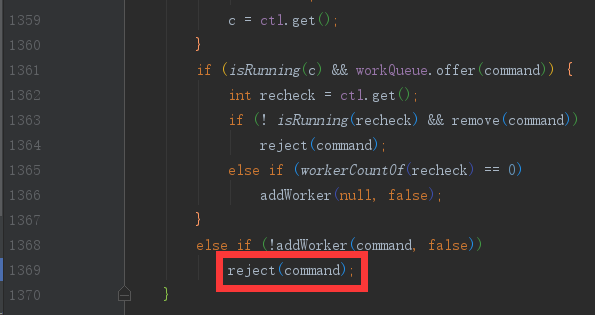 1359 c = ctl.get();
1360 }
1361 if (isRunning(c) && workQueue.offer(command)) {
1362 int recheck = ctl.get();
1363 if (! isRunning(recheck) && remove(command))
1364 reject(command);
1365 else if (workerCountOf(recheck) == 0)
1366 addWorker(null, false);
1367 }
1368 else if (!addWorker(command, false))
1369 reject(command);
1370 }